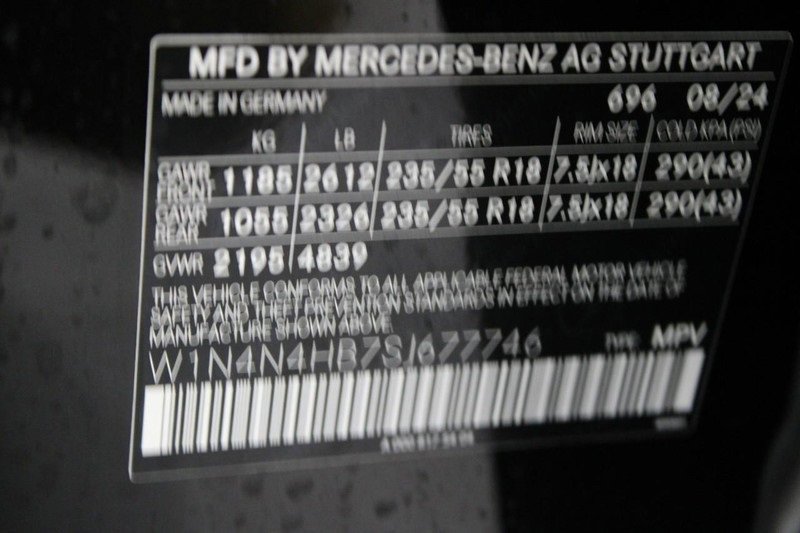 MFD BY MERCEDES-BENZ AG STUTTGART
MADE IN GERMANY 696 08/24
KG LB TIRES RIM SIZE COLD KPA(PSI)
GAWR FRONT 1185 2612 235/55 R18 7.5Jx18 290(43)
GAWR REAR 1055 2326 235/55 R18 7.5Jx18 290(43)
GVWR 2195 4839
THIS VEHICLE CONFORMS TO ALL APPLICABLE FEDERAL MOTOR VEHICLE
SAFETY AND THEFT PREVENTION STANDARDS IN EFFECT ON THE DATE OF
MANUFACTURE SHOWN ABOVE
W1N4N4HB7SJ677746 TYPE: MPV